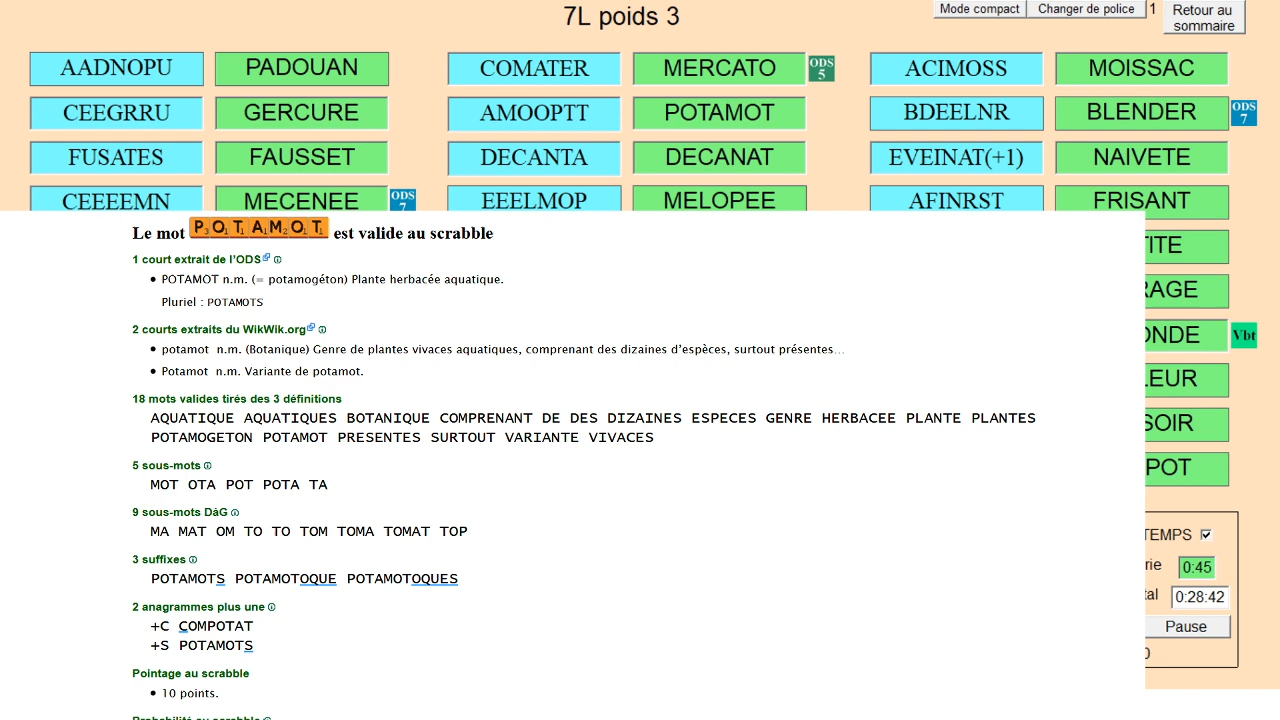 7L poids 3
Mode compact Changer de police 1 Retour au sommaire
AADNOPU PADOUAN COMATER MERCATO ODS 5 ACIMOSS MOISSAC
CEEGRRU GERCURE AMOOPTT POTAMOT BDEELNR BLENDER ODS 7
FUSATES FAUSSET DECANTA DECANAT EVEINAT(+1) NAIVETE
CEEEEMN MECENEE ODS 7 EEELMOP MELOPEE AFINRST FRISANT
Le mot POTAMOT est valide au scrabble
1 court extrait de l'ODS
• POTAMOT n.m. (= potamogéton) Plante herbacée aquatique.
Pluriel : POTAMOTS
2 courts extraits du WikWik.org
• potamot n.m. (Botanique) Genre de plantes vivaces aquatiques, comprenant des dizaines d'espèces, surtout présentes…
• Potamot n.m. Variante de potamot.
18 mots valides tirés des 3 définitions
AQUATIQUE AQUATIQUES BOTANIQUE COMPRENANT DE DES DIZAINES ESPECES GENRE HERBACEE PLANTE PLANTES
POTAMOGETON POTAMOT PRESENTES SURTOUT VARIANTE VIVACES
5 sous-mots
MOT OTA POT POTA TA
9 sous-mots DàG
MA MAT OM TO TO TOM TOMA TOMAT TOP
3 suffixes
POTAMOTS POTAMOTOQUE POTAMOTOQUES
2 anagrammes plus une
+C COMPOTAT
+S POTAMOTS
Pointage au scrabble
• 10 points.
Probabilité au scrabble
ITE
RAGE
ONDE Vbt
LEUR
SOIR
POT
TEMPS
rie 0:45
tal 0:28:42
Pause